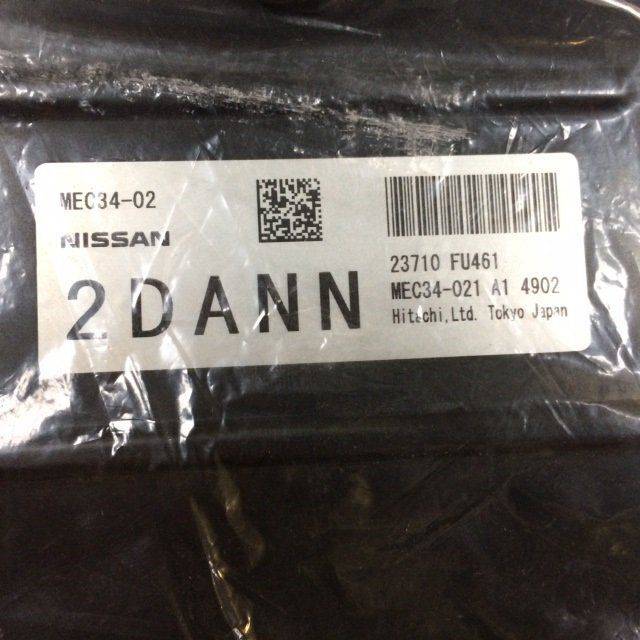 MEC34-02
NISSAN
2DANN
23710 FU461
MEC34-021 A1 4902
Hitachi,Ltd. Tokyo Japan